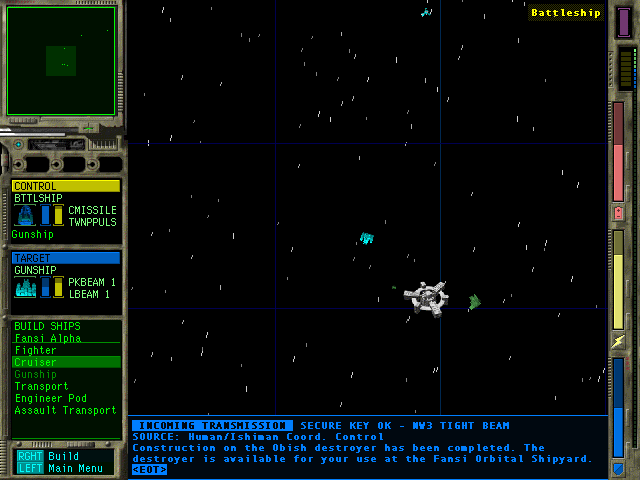 Battleship
CONTROL
BTTLSHIP
CMISSILE
TWNPPULS
Gunship
TARGET
GUNSHIP
PKBEAM 1
LBEAM 1
BUILD SHIPS
Fansi Alpha
Fighter
Cruiser
Gunship
Transport
Engineer Pod
Assault Transport
RGHT Build
LEFT Main Menu
INCOMING TRANSMISSION SECURE KEY OK - NW3 TIGHT BEAM
SOURCE: Human/Ishiman Coord. Control
Construction on the Obish destroyer has been completed. The
destroyer is available for your use at the Fansi Orbital Shipyard.
<EOT>